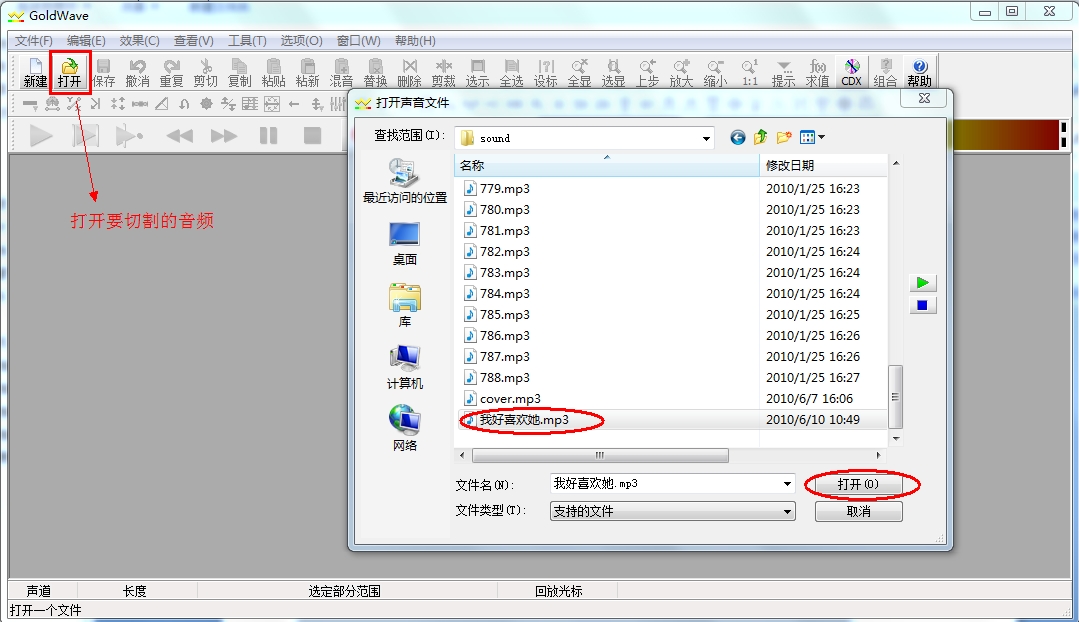 GoldWave
文件(F) 编辑(E) 效果(C) 查看(V) 工具(T) 选项(O) 窗口(W) 帮助(H)
新建 打开 保存 撤消 重复 剪切 复制 粘贴 粘新 混音 替换 删除 剪裁 选示 全选 设标 全显 选显 上步 放大 缩小 1:1 提示 求值 CDX 组合 帮助
打开要切割的音频
打开声音文件
查找范围(I): sound
最近访问的位置
桌面
库
计算机
网络
名称 修改日期
779.mp3 2010/1/25 16:23
780.mp3 2010/1/25 16:23
781.mp3 2010/1/25 16:23
782.mp3 2010/1/25 16:24
783.mp3 2010/1/25 16:24
784.mp3 2010/1/25 16:24
785.mp3 2010/1/25 16:25
786.mp3 2010/1/25 16:26
787.mp3 2010/1/25 16:26
788.mp3 2010/1/25 16:27
cover.mp3 2010/6/7 16:06
我好喜欢她.mp3 2010/6/10 10:49
文件名(N): 我好喜欢她.mp3 打开(O)
文件类型(T): 支持的文件 取消
声道 长度 选定部分范围 回放光标
打开一个文件